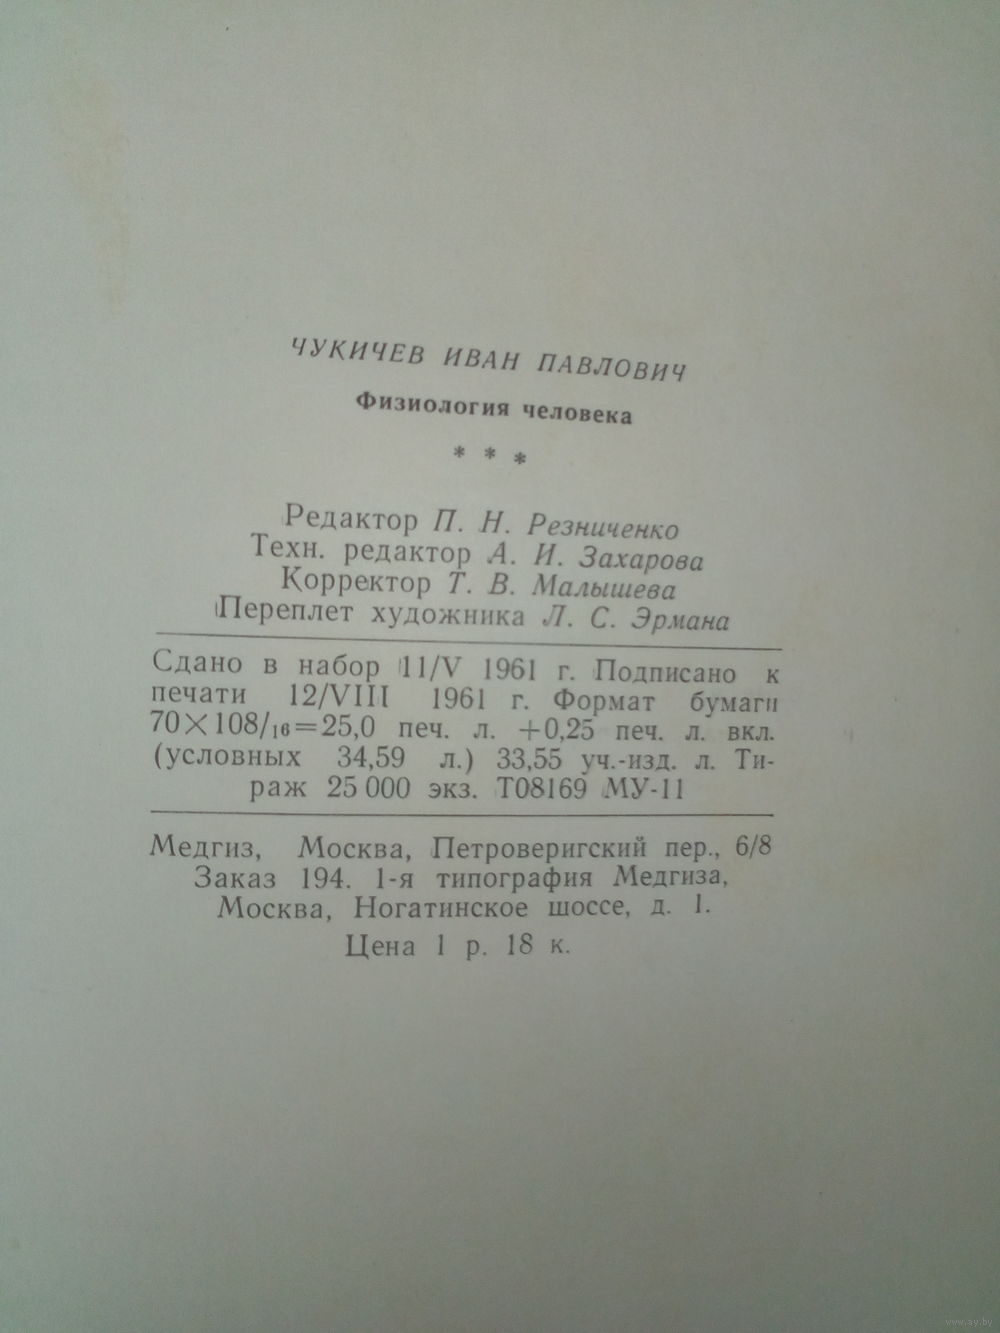 ЧУКИЧЕВ ИВАН ПАВЛОВИЧ
Физиология человека
* * *
Редактор П. Н. Резниченко
Техн. редактор А. И. Захарова
Корректор Т. В. Малышева
Переплет художника Л. С. Эрмана
Сдано в набор 11/V 1961 г. Подписано к
печати 12/VIII 1961 г. Формат бумаги
70×108/16=25,0 печ. л. +0,25 печ. л. вкл.
(условных 34,59 л.) 33,55 уч.-изд. л. Ти-
раж 25 000 экз. Т08169 МУ-11
Медгиз, Москва, Петроверигский пер., 6/8
Заказ 194. 1-я типография Медгиза,
Москва, Ногатинское шоссе, д. 1.
Цена 1 р. 18 к.
www.ay.by